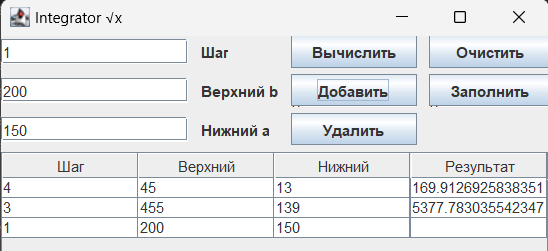 Integrator √x
1 Шаг Вычислить Очистить
200 Верхний b Добавить Заполнить
150 Нижний a Удалить
Шаг Верхний Нижний Результат
4 45 13 169.9126925838351
3 455 139 5377.783035542347
1 200 150